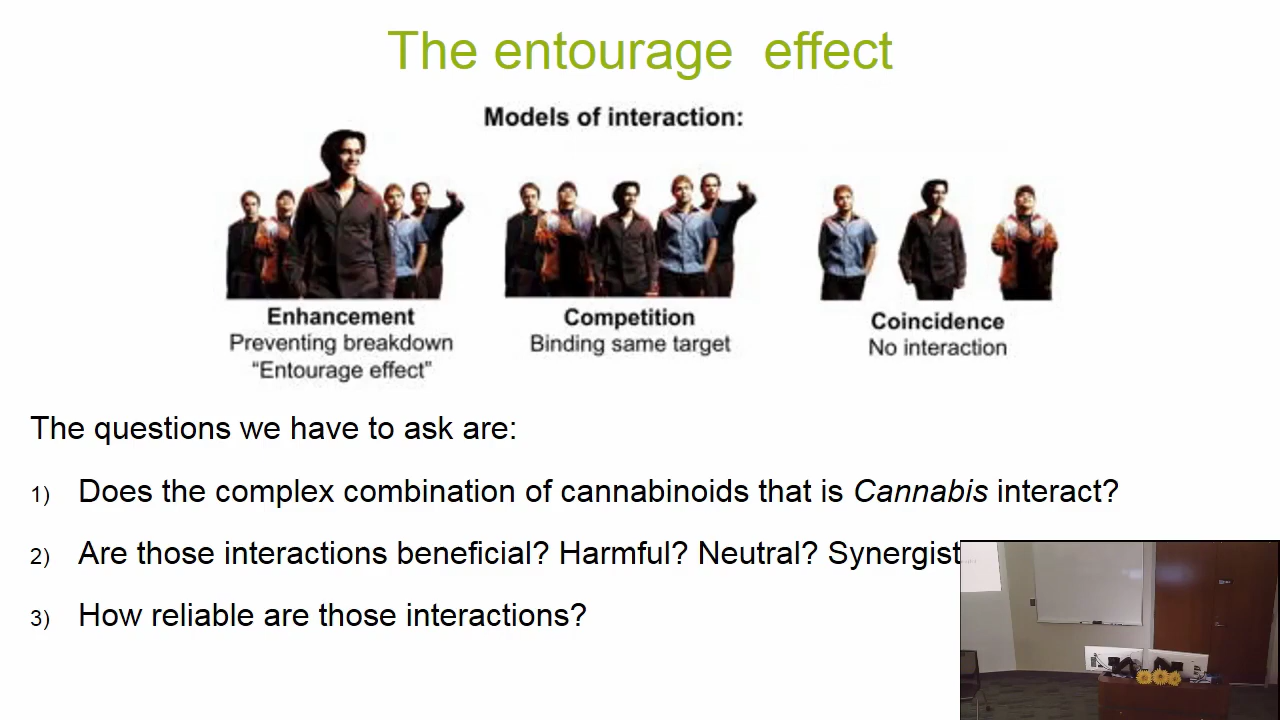 The entourage effect
Models of interaction:
Enhancement
Preventing breakdown
“Entourage effect”
Competition
Binding same target
Coincidence
No interaction
The questions we have to ask are:
1) Does the complex combination of cannabinoids that is Cannabis interact?
2) Are those interactions beneficial? Harmful? Neutral? Synergist
3) How reliable are those interactions?